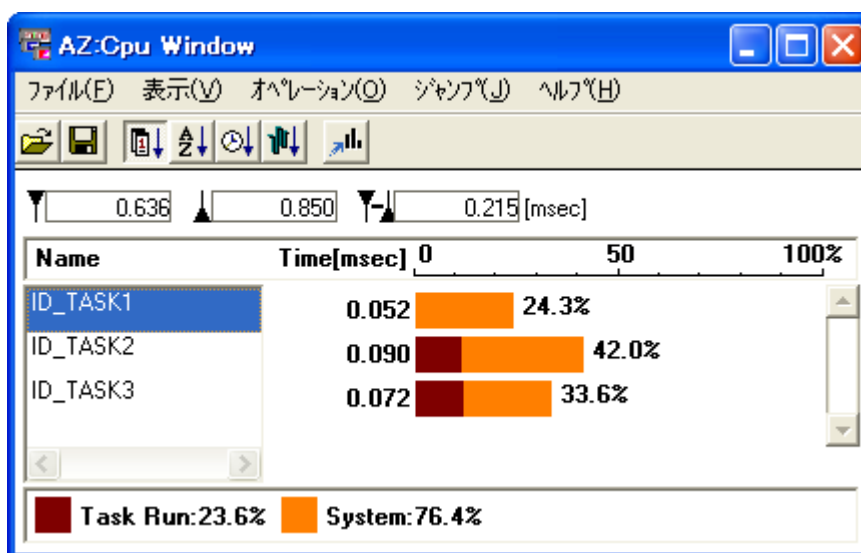 AZ:Cpu Window
ﾌｧｲﾙ(F) 表示(V) ｵﾍﾟﾚｰｼｮﾝ(O) ｼﾞｬﾝﾌﾟ(J) ﾍﾙﾌﾟ(H)
0.636 0.850 0.215 [msec]
Name Time[msec] 0 50 100%
ID_TASK1 0.052 24.3%
ID_TASK2 0.090 42.0%
ID_TASK3 0.072 33.6%
Task Run:23.6% System:76.4%